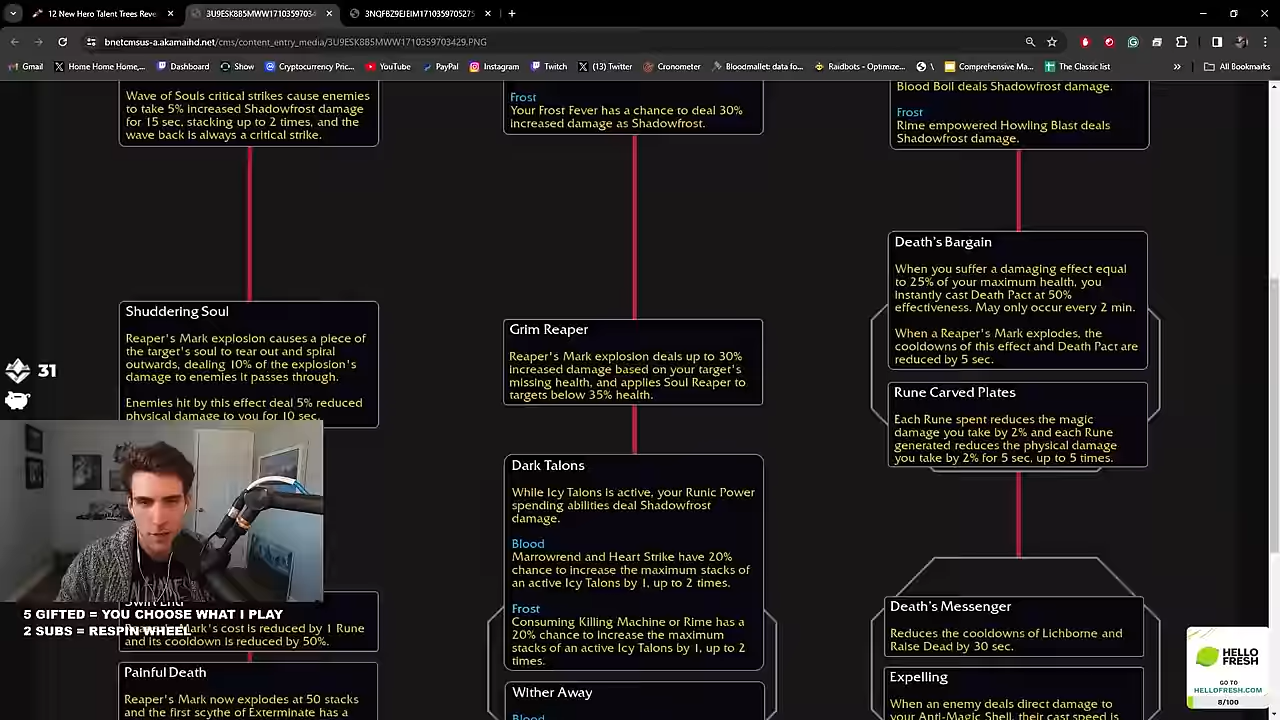 12 New Hero Talent Trees Reve
3U9ESK885MWW17103597034
3NQFBZ9EJEIM1710359705275
bnetcmsus-a.akamaihd.net/cms/content_entry_media/3U9ESK885MWW1710359703429.PNG
Gmail
Home Home Home,...
Dashboard
Show
Cryptocurrency Pric...
YouTube
PayPal
Instagram
Twitch
(13) Twitter
Cronometer
Bloodmallet: data fo...
Raidbots - Optimize...
\
Comprehensive Ma...
The Classic list
All Bookmarks
Wave of Souls critical strikes cause enemies
to take 5% increased Shadowfrost damage
for 15 sec, stacking up to 2 times, and the
wave back is always a critical strike.
Frost
Your Frost Fever has a chance to deal 30%
increased damage as Shadowfrost.
Blood Boil deals Shadowfrost damage.
Frost
Rime empowered Howling Blast deals
Shadowfrost damage.
Death's Bargain
When you suffer a damaging effect equal
to 25% of your maximum health, you
instantly cast Death Pact at 50%
effectiveness. May only occur every 2 min.
When a Reaper's Mark explodes, the
cooldowns of this effect and Death Pact are
reduced by 5 sec.
Shuddering Soul
Reaper's Mark explosion causes a piece of
the target's soul to tear out and spiral
outwards, dealing 10% of the explosion's
damage to enemies it passes through.
Enemies hit by this effect deal 5% reduced
physical damage to you for 10 sec.
Grim Reaper
Reaper's Mark explosion deals up to 30%
increased damage based on your target's
missing health, and applies Soul Reaper to
targets below 35% health.
Rune Carved Plates
Each Rune spent reduces the magic
damage you take by 2% and each Rune
generated reduces the physical damage
you take by 2% for 5 sec, up to 5 times.
31
Dark Talons
While Icy Talons is active, your Runic Power
spending abilities deal Shadowfrost
damage.
Blood
Marrowrend and Heart Strike have 20%
chance to increase the maximum stacks of
an active Icy Talons by 1, up to 2 times.
Frost
Consuming Killing Machine or Rime has a
20% chance to increase the maximum
stacks of an active Icy Talons by 1, up to 2
times.
Wither Away
Blood
5 GIFTED = YOU CHOOSE WHAT I PLAY
2 SUBS = RESPIN WHEEL
Mark's cost is reduced by 1 Rune
and its cooldown is reduced by 50%.
Painful Death
Reaper's Mark now explodes at 50 stacks
and the first scythe of Exterminate has a
Death's Messenger
Reduces the cooldowns of Lichborne and
Raise Dead by 30 sec.
Expelling
When an enemy deals direct damage to
your Anti-Magic Shell, their cast speed is
HELLO
FRESH
GO TO
HELLOFRESH.COM
8/100